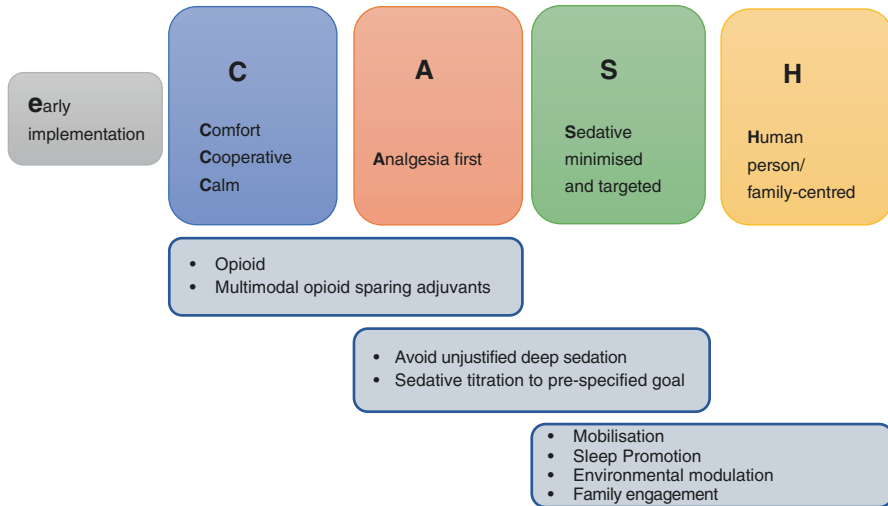 early
implementation
C
Comfort
Cooperative
Calm
A
Analgesia first
S
Sedative
minimised
and targeted
H
Human
person/
family-centred
• Opioid
• Multimodal opioid sparing adjuvants
• Avoid unjustified deep sedation
• Sedative titration to pre-specified goal
• Mobilisation
• Sleep Promotion
• Environmental modulation
• Family engagement